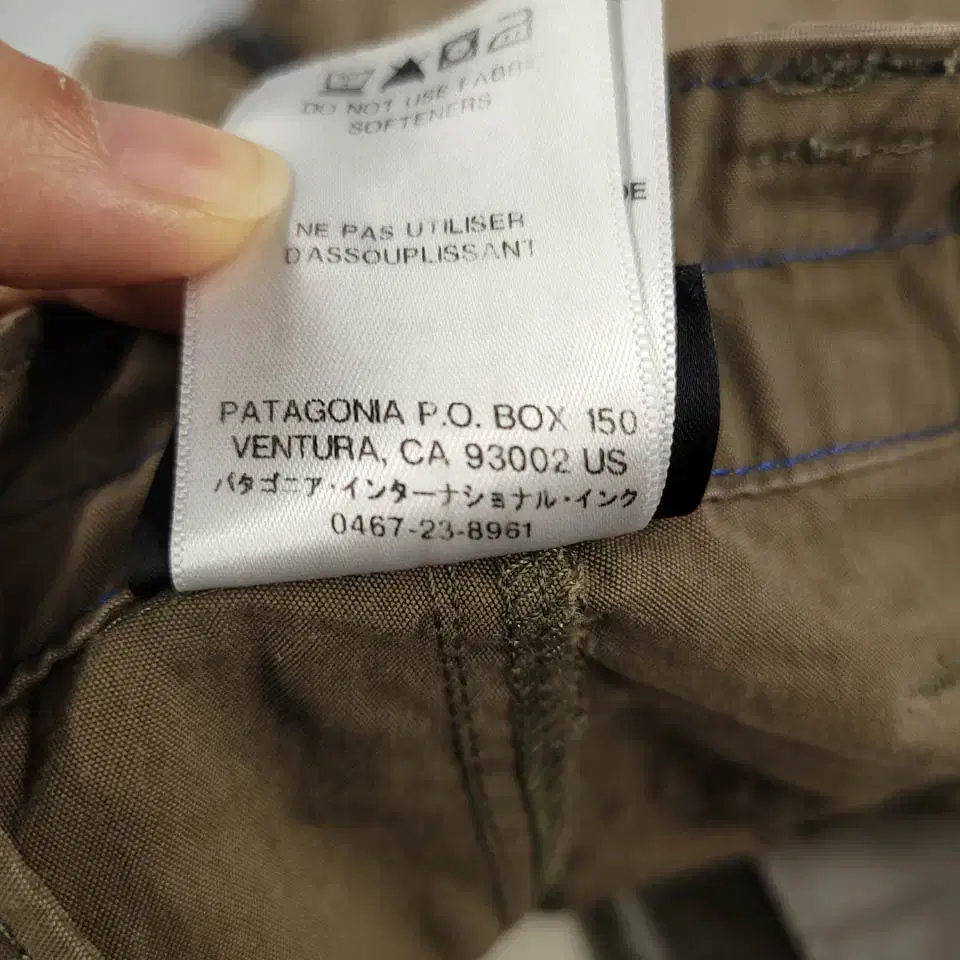 DO NOT USE FABRIC
SOFTENERS
NE PAS UTILISER
D'ASSOUPLISSANT
PATAGONIA P.O. BOX 150
VENTURA, CA 93002 US
パタゴニア・インターナショナル・インク
0467-23-8961